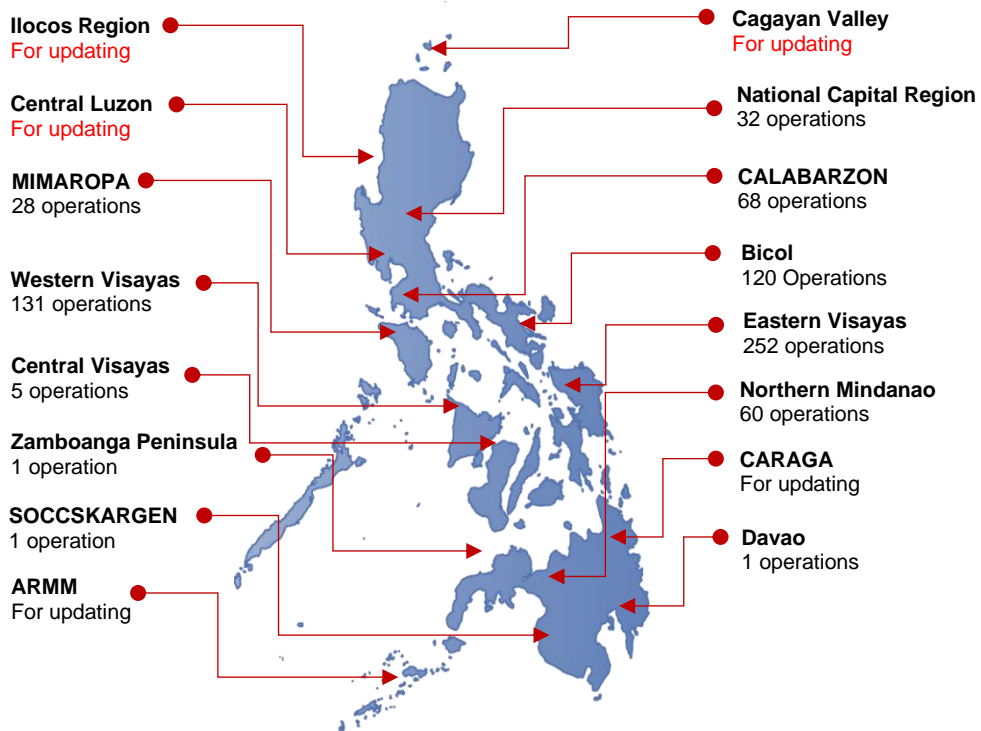 Ilocos Region
For updating
Central Luzon
For updating
MIMAROPA
28 operations
Western Visayas
131 operations
Central Visayas
5 operations
Zamboanga Peninsula
1 operation
SOCCSKARGEN
1 operation
ARMM
For updating
Cagayan Valley
For updating
National Capital Region
32 operations
CALABARZON
68 operations
Bicol
120 Operations
Eastern Visayas
252 operations
Northern Mindanao
60 operations
CARAGA
For updating
Davao
1 operations